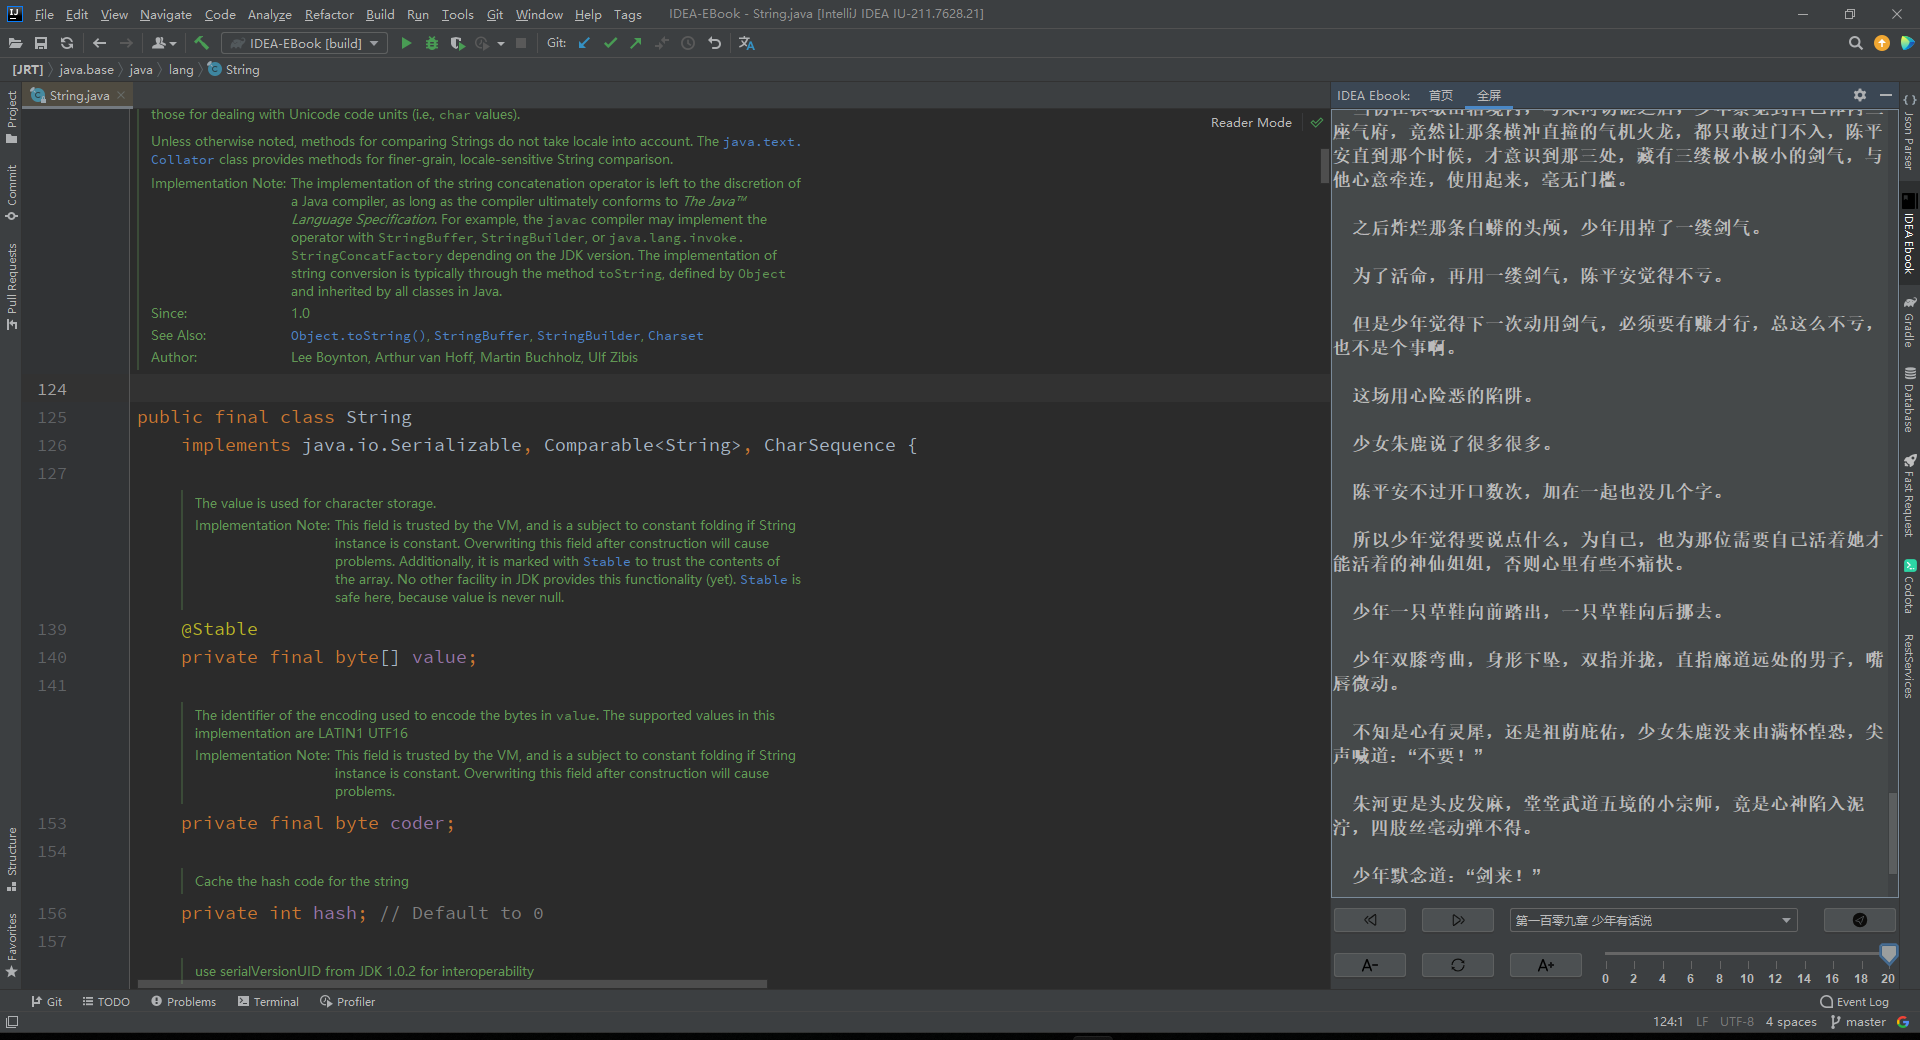 File Edit View Navigate Code Analyze Refactor Build Run Tools Git Window Help Tags IDEA-EBook - String.java [IntelliJ IDEA IU-211.7628.21]
IDEA-EBook [build] Git:
[JRT] java.base java lang String
String.java
Project
Commit
Pull Requests
Structure
Favorites
those for dealing with Unicode code units (i.e., char values).
Reader Mode
Unless otherwise noted, methods for comparing Strings do not take locale into account. The java.text.
Collator class provides methods for finer-grain, locale-sensitive String comparison.
Implementation Note: The implementation of the string concatenation operator is left to the discretion of
a Java compiler, as long as the compiler ultimately conforms to The Java™
Language Specification. For example, the javac compiler may implement the
operator with StringBuffer, StringBuilder, or java.lang.invoke.
StringConcatFactory depending on the JDK version. The implementation of
string conversion is typically through the method toString, defined by Object
and inherited by all classes in Java.
Since: 1.0
See Also: Object.toString(), StringBuffer, StringBuilder, Charset
Author: Lee Boynton, Arthur van Hoff, Martin Buchholz, Ulf Zibis
124
125 public final class String
126 implements java.io.Serializable, Comparable<String>, CharSequence {
127
The value is used for character storage.
Implementation Note: This field is trusted by the VM, and is a subject to constant folding if String
instance is constant. Overwriting this field after construction will cause
problems. Additionally, it is marked with Stable to trust the contents of
the array. No other facility in JDK provides this functionality (yet). Stable is
safe here, because value is never null.
139 @Stable
140 private final byte[] value;
141
The identifier of the encoding used to encode the bytes in value. The supported values in this
implementation are LATIN1 UTF16
Implementation Note: This field is trusted by the VM, and is a subject to constant folding if String
instance is constant. Overwriting this field after construction will cause
problems.
153 private final byte coder;
154
Cache the hash code for the string
156 private int hash; // Default to 0
157
use serialVersionUID from JDK 1.0.2 for interoperability
IDEA Ebook: 首页 全屏
座气府，竟然让那条横冲直撞的气机火龙，都只敢过门不入，陈平
安直到那个时候，才意识到那三处，藏有三缕极小极小的剑气，与
他心意牵连，使用起来，毫无门槛。
之后炸烂那条白蟒的头颅，少年用掉了一缕剑气。
为了活命，再用一缕剑气，陈平安觉得不亏。
但是少年觉得下一次动用剑气，必须要有赚才行，总这么不亏，
也不是个事啊。
这场用心险恶的陷阱。
少女朱鹿说了很多很多。
陈平安不过开口数次，加在一起也没几个字。
所以少年觉得要说点什么，为自己，也为那位需要自己活着她才
能活着的神仙姐姐，否则心里有些不痛快。
少年一只草鞋向前踏出，一只草鞋向后挪去。
少年双膝弯曲，身形下坠，双指并拢，直指廊道远处的男子，嘴
唇微动。
不知是心有灵犀，还是祖荫庇佑，少女朱鹿没来由满怀惶恐，尖
声喊道：“不要！”
朱河更是头皮发麻，堂堂武道五境的小宗师，竟是心神陷入泥
泞，四肢丝毫动弹不得。
少年默念道：“剑来！”
第一百零九章 少年有话说
A- A+
0 2 4 6 8 10 12 14 16 18 20
Json Parser
IDEA Ebook
Gradle
Database
Fast Request
Codota
RestServices
Git TODO Problems Terminal Profiler Event Log
124:1 LF UTF-8 4 spaces master